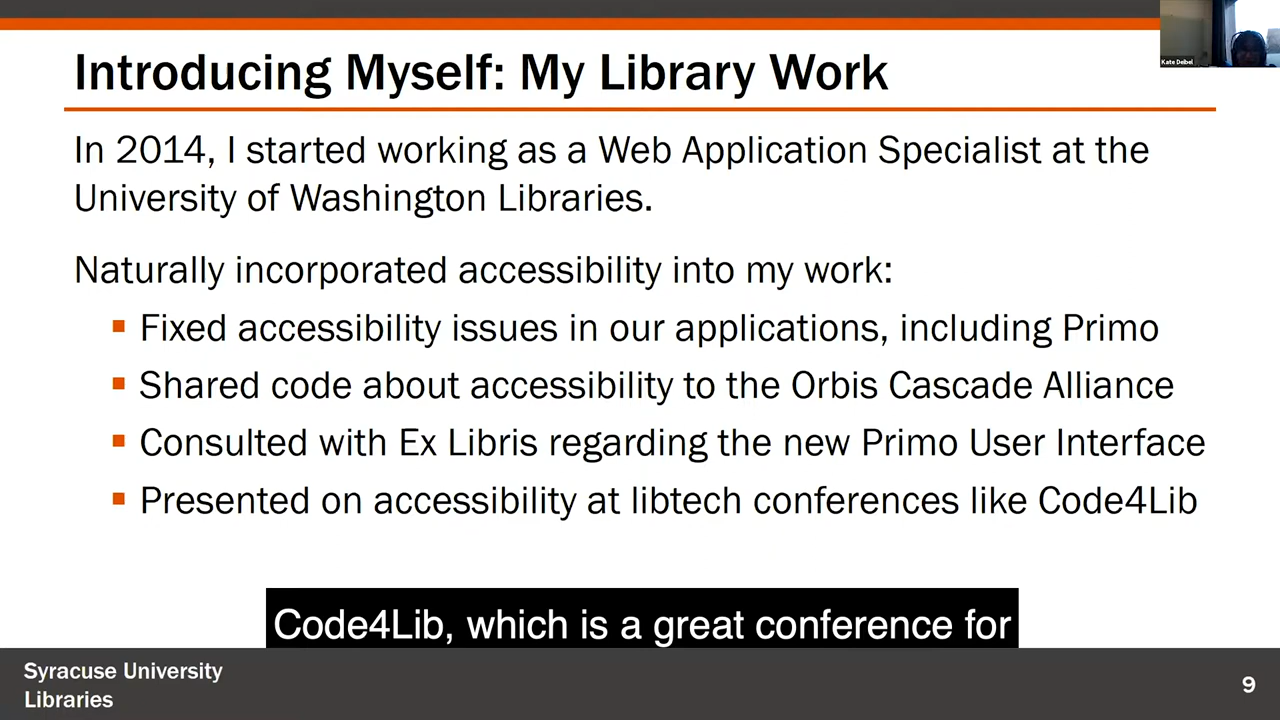 Kate Deibel
Introducing Myself: My Library Work
In 2014, I started working as a Web Application Specialist at the
University of Washington Libraries.
Naturally incorporated accessibility into my work:
Fixed accessibility issues in our applications, including Primo
Shared code about accessibility to the Orbis Cascade Alliance
Consulted with Ex Libris regarding the new Primo User Interface
Presented on accessibility at libtech conferences like Code4Lib
Code4Lib, which is a great conference for
Syracuse University
Libraries
9